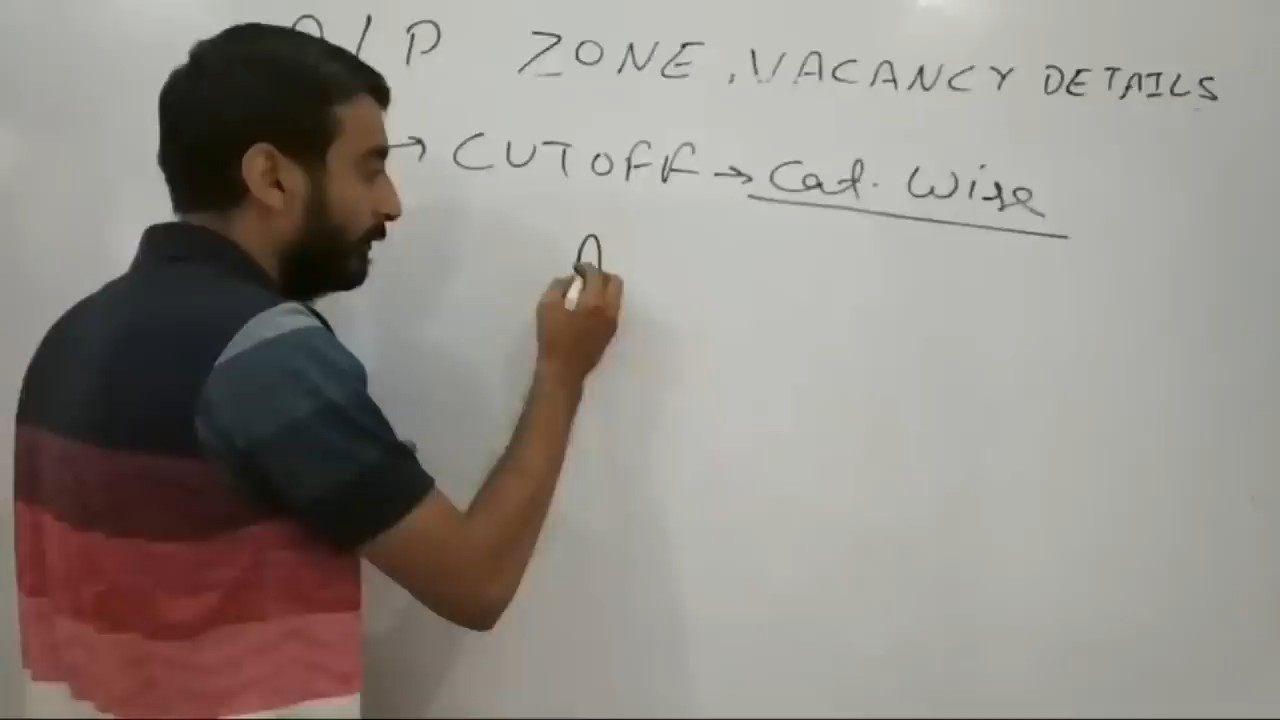 P ZONE, VACANCY DETAILS
→ CUTOFF → Cat. Wise